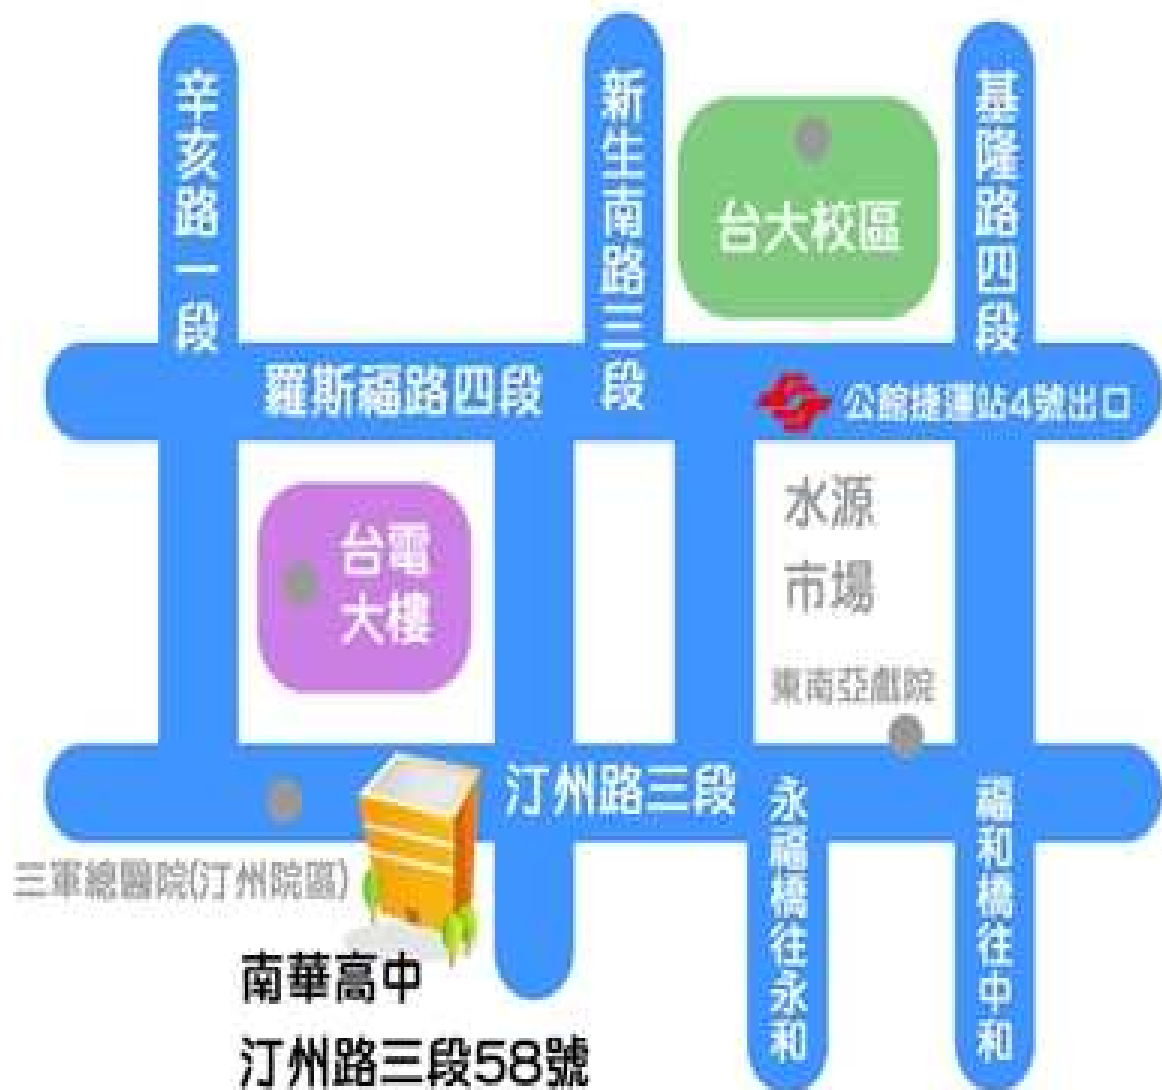 辛亥路一段
新生南路三段
基隆路四段
台大校區
羅斯福路四段
公館捷運站4號出口
台電
大樓
水源
市場
東南亞戲院
汀州路三段
永福橋往永和
福和橋往中和
三軍總醫院(汀州院區)
南華高中
汀州路三段58號